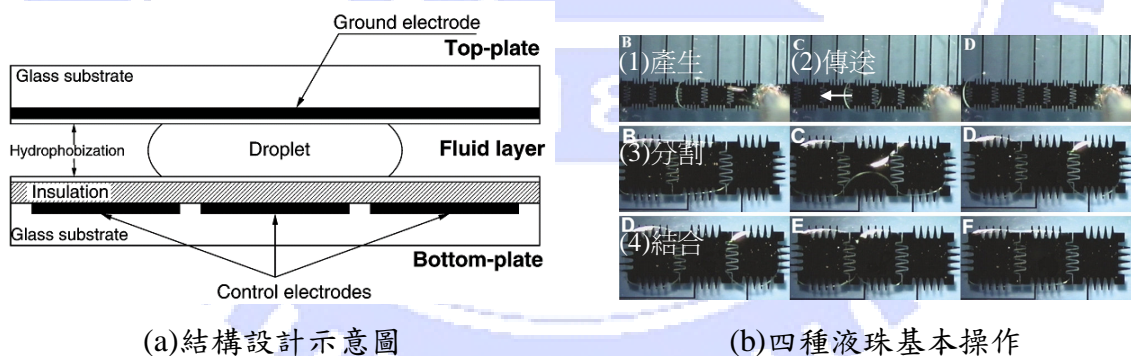 Ground electrode
Top-plate
Glass substrate
Hydrophobization
Droplet
Fluid layer
Insulation
Glass substrate
Bottom-plate
Control electrodes
(a)結構設計示意圖
B
C
D
(1)產生
(2)傳送
B
C
D
(3)分割
D
E
F
(4)結合
(b)四種液珠基本操作